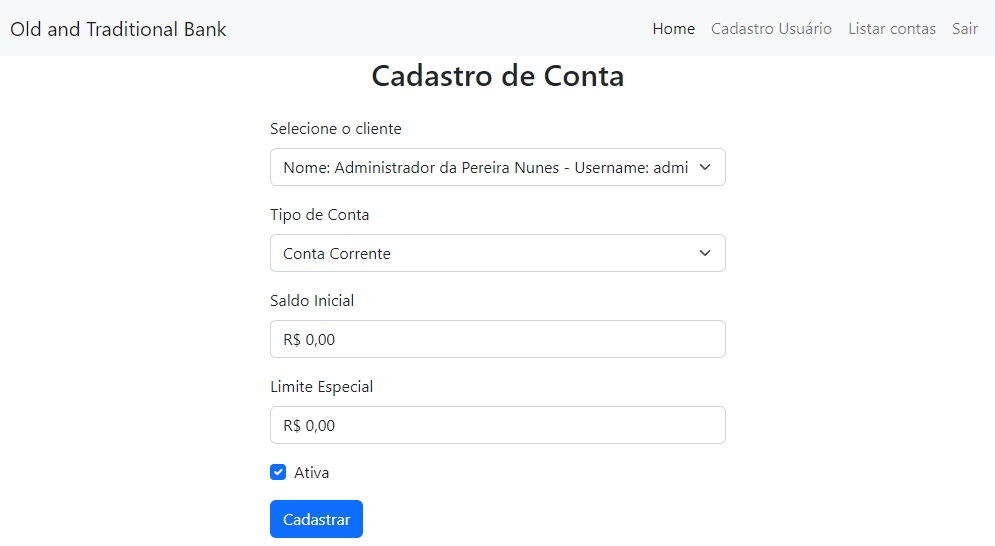 Old and Traditional Bank
Home Cadastro Usuário Listar contas Sair
Cadastro de Conta
Selecione o cliente
Nome: Administrador da Pereira Nunes - Username: admi
Tipo de Conta
Conta Corrente
Saldo Inicial
R$ 0,00
Limite Especial
R$ 0,00
Ativa
Cadastrar